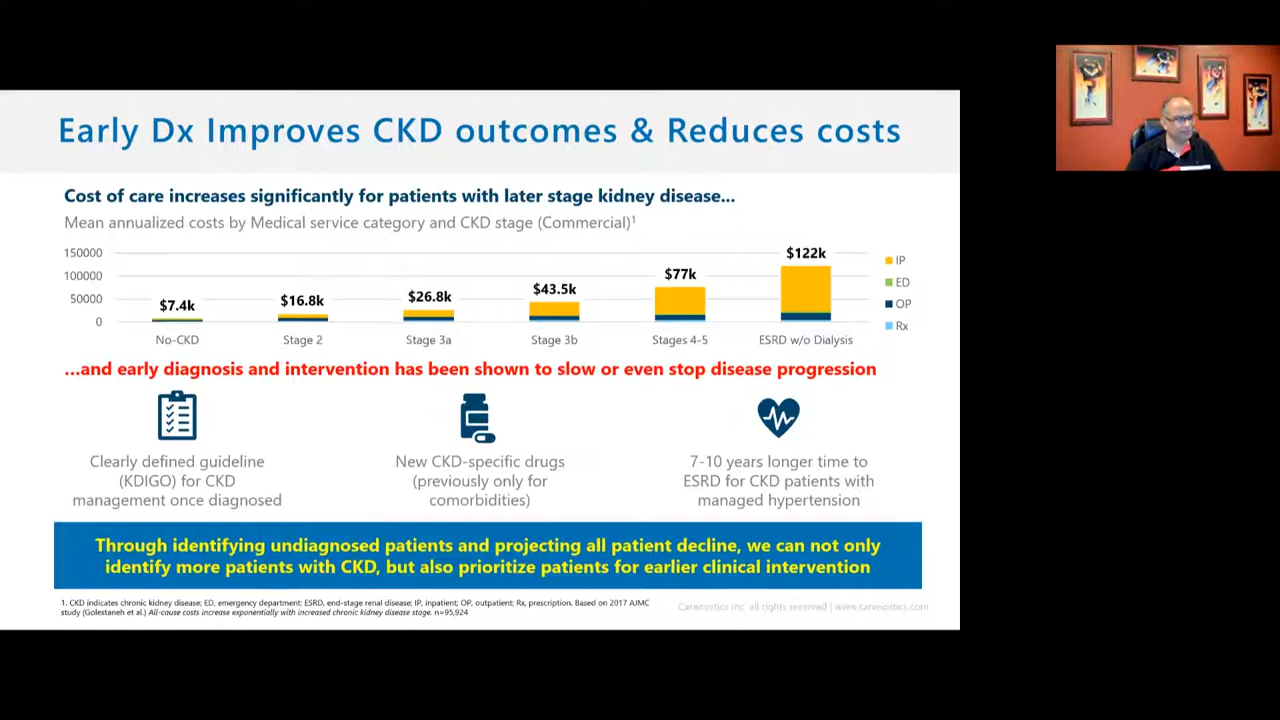 Early Dx Improves CKD outcomes & Reduces costs
Cost of care increases significantly for patients with later stage kidney disease...
Mean annualized costs by Medical service category and CKD stage (Commercial)¹
150000
100000
50000
0
$7.4k
$16.8k
$26.8k
$43.5k
$77k
$122k
IP
ED
OP
Rx
No-CKD
Stage 2
Stage 3a
Stage 3b
Stages 4-5
ESRD w/o Dialysis
...and early diagnosis and intervention has been shown to slow or even stop disease progression
Clearly defined guideline
(KDIGO) for CKD
management once diagnosed
New CKD-specific drugs
(previously only for
comorbidities)
7-10 years longer time to
ESRD for CKD patients with
managed hypertension
Through identifying undiagnosed patients and projecting all patient decline, we can not only
identify more patients with CKD, but also prioritize patients for earlier clinical intervention
1. CKD indicates chronic kidney disease; ED, emergency department; ESRD, end-stage renal disease; IP, inpatient; OP, outpatient; Rx, prescription. Based on 2017 AJMC
study (Golestaneh et al.) All-cause costs increase exponentially with increased chronic kidney disease stage. n=95,924
Carenostics Inc. all rights reserved | www.carenostics.com